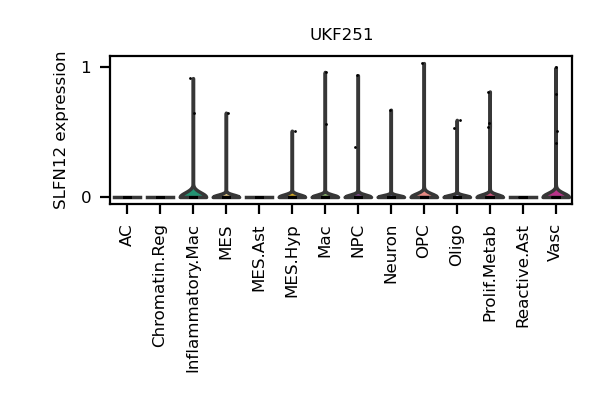 UKF251
SLFN12 expression
1
0
AC
Chromatin.Reg
Inflammatory.Mac
MES
MES.Ast
MES.Hyp
Mac
NPC
Neuron
OPC
Oligo
Prolif.Metab
Reactive.Ast
Vasc